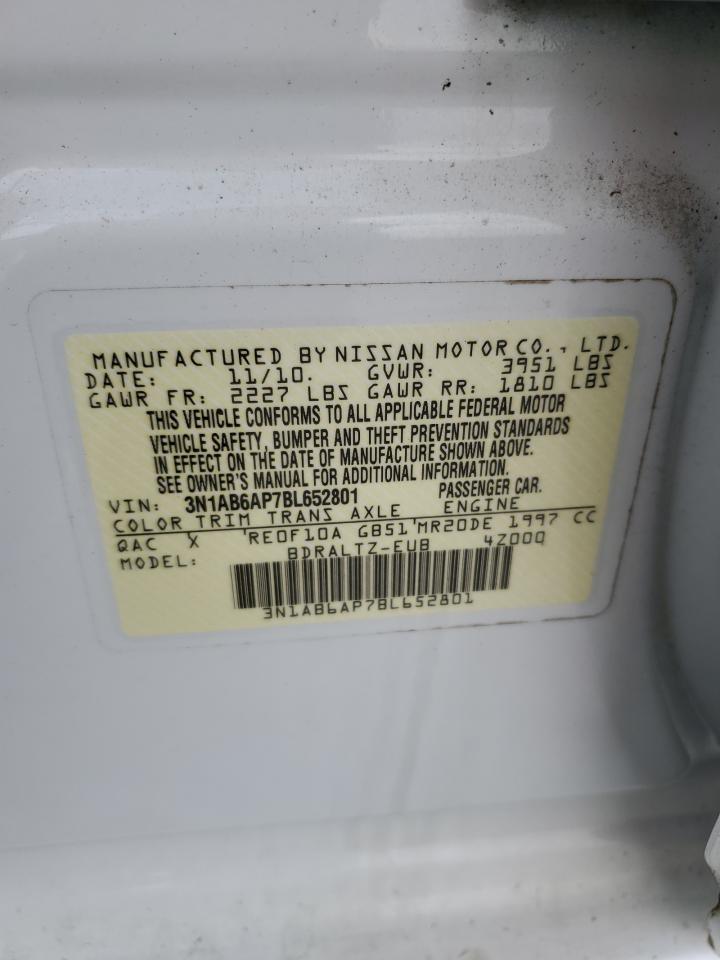 MANUFACTURED BY NISSAN MOTOR CO., LTD.
DATE: 11/10. GVWR: 3951 LBS
GAWR FR: 2227 LBS GAWR RR: 1810 LBS
THIS VEHICLE CONFORMS TO ALL APPLICABLE FEDERAL MOTOR
VEHICLE SAFETY, BUMPER AND THEFT PREVENTION STANDARDS
IN EFFECT ON THE DATE OF MANUFACTURE SHOWN ABOVE.
SEE OWNER'S MANUAL FOR ADDITIONAL INFORMATION.
VIN: 3N1AB6AP7BL652801 PASSENGER CAR.
COLOR TRIM TRANS AXLE ENGINE
QAC X RE0F10A GB51 MR20DE 1997 CC
MODEL: BDRALTZ-EUB 4Z000
3N1AB6AP7BL652801